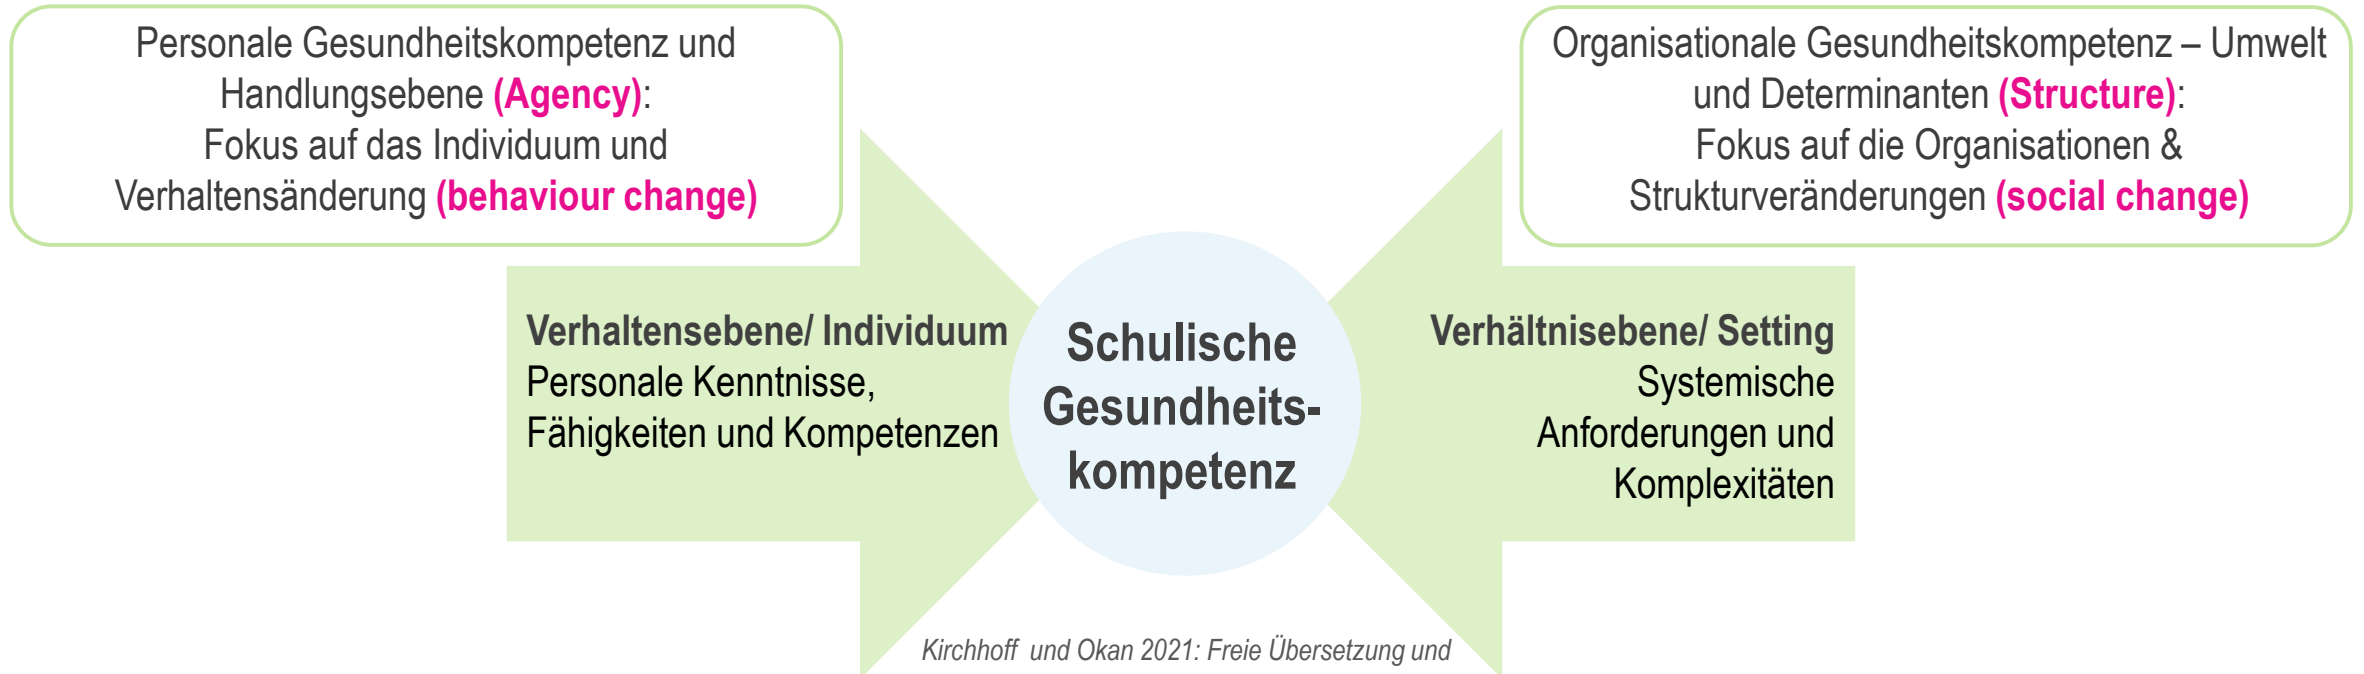 Personale Gesundheitskompetenz und
Handlungsebene (Agency):
Fokus auf das Individuum und
Verhaltensänderung (behaviour change)
Organisationale Gesundheitskompetenz – Umwelt
und Determinanten (Structure):
Fokus auf die Organisationen &
Strukturveränderungen (social change)
Verhaltensebene/ Individuum
Personale Kenntnisse,
Fähigkeiten und Kompetenzen
Schulische
Gesundheits-
kompetenz
Verhältnisebene/ Setting
Systemische
Anforderungen und
Komplexitäten
Kirchhoff und Okan 2021: Freie Übersetzung und